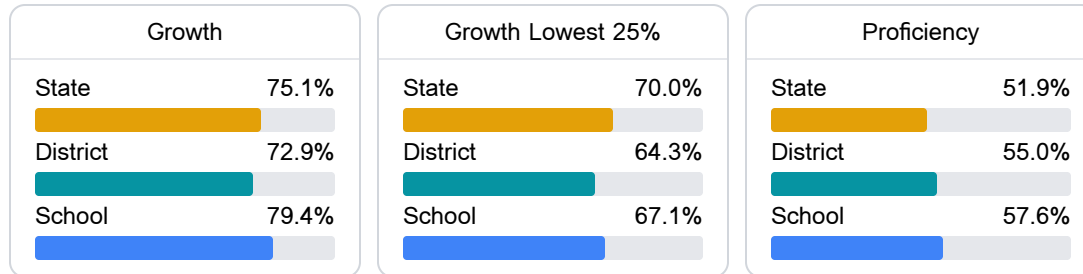 Growth
State 75.1%
District 72.9%
School 79.4%
Growth Lowest 25%
State 70.0%
District 64.3%
School 67.1%
Proficiency
State 51.9%
District 55.0%
School 57.6%